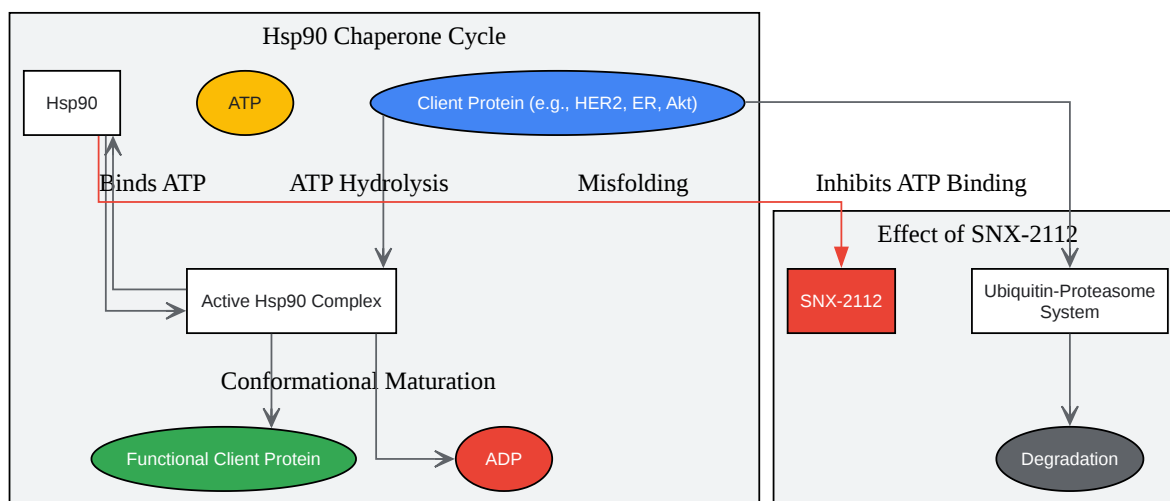 Hsp90 Chaperone Cycle
Hsp90
ATP
Client Protein (e.g., HER2, ER, Akt)
Binds ATP
ATP Hydrolysis
Misfolding
Inhibits ATP Binding
Effect of SNX-2112
Active Hsp90 Complex
SNX-2112
Ubiquitin-Proteasome
System
Conformational Maturation
Functional Client Protein
ADP
Degradation